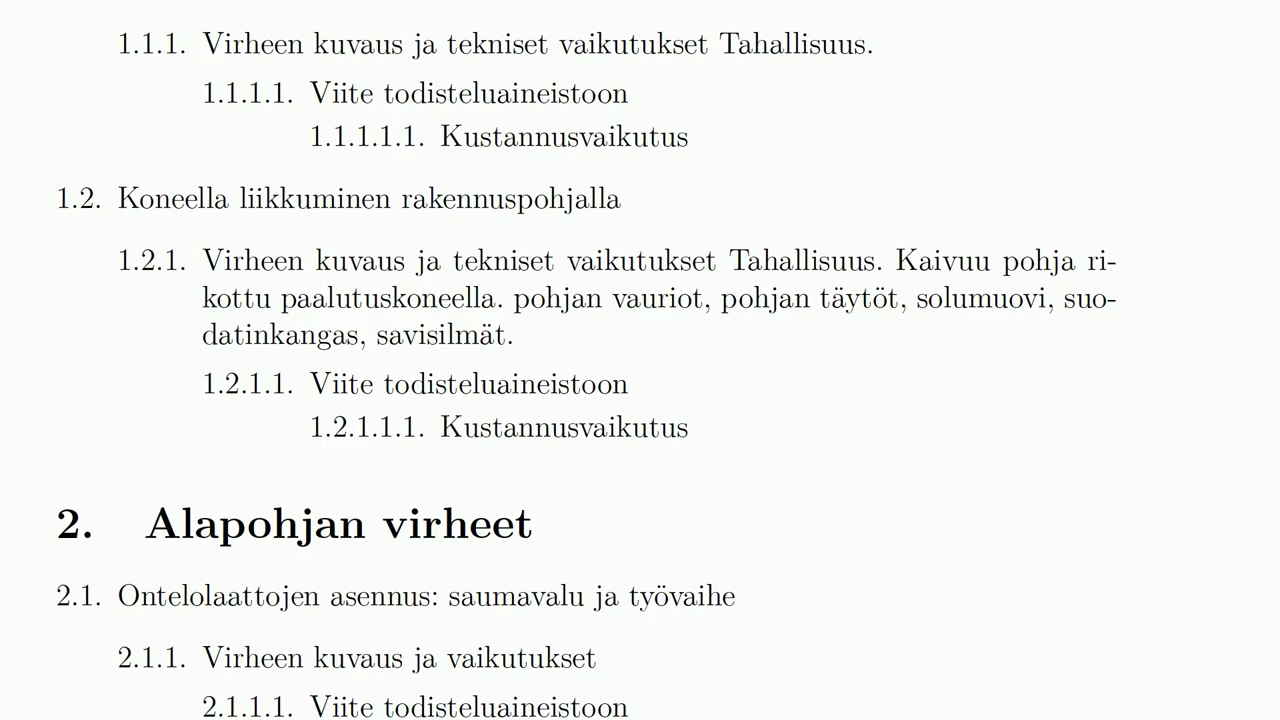 1.1.1. Virheen kuvaus ja tekniset vaikutukset Tahallisuus.
1.1.1.1. Viite todisteluaineistoon
1.1.1.1.1. Kustannusvaikutus
1.2. Koneella liikkuminen rakennuspohjalla
1.2.1. Virheen kuvaus ja tekniset vaikutukset Tahallisuus. Kaivuu pohja ri-
kottu paalutuskoneella. pohjan vauriot, pohjan täytöt, solumuovi, suo-
datinkangas, savisilmät.
1.2.1.1. Viite todisteluaineistoon
1.2.1.1.1. Kustannusvaikutus
2. Alapohjan virheet
2.1. Ontelolaattojen asennus: saumavalu ja työvaihe
2.1.1. Virheen kuvaus ja vaikutukset
2.1.1.1. Viite todisteluaineistoon